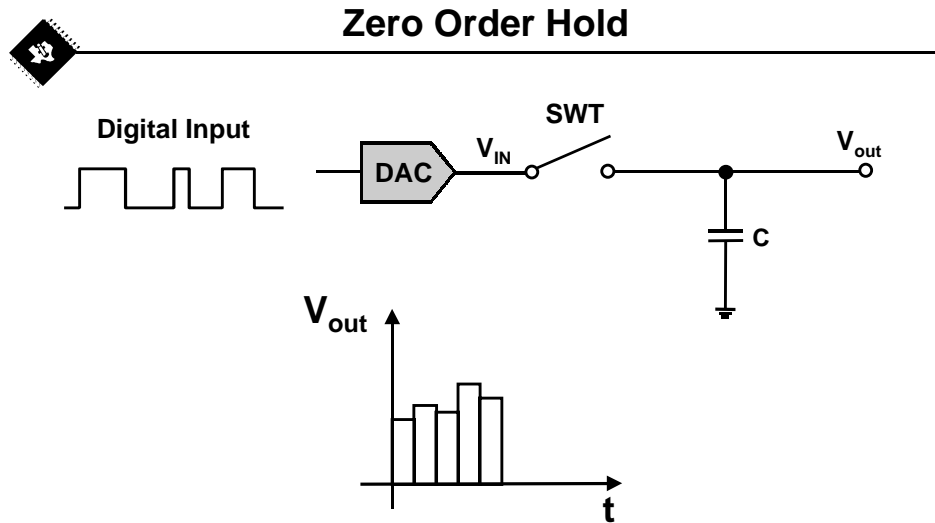 Zero Order Hold
Digital Input
DAC
V_IN
SWT
V_out
C
V_out
t